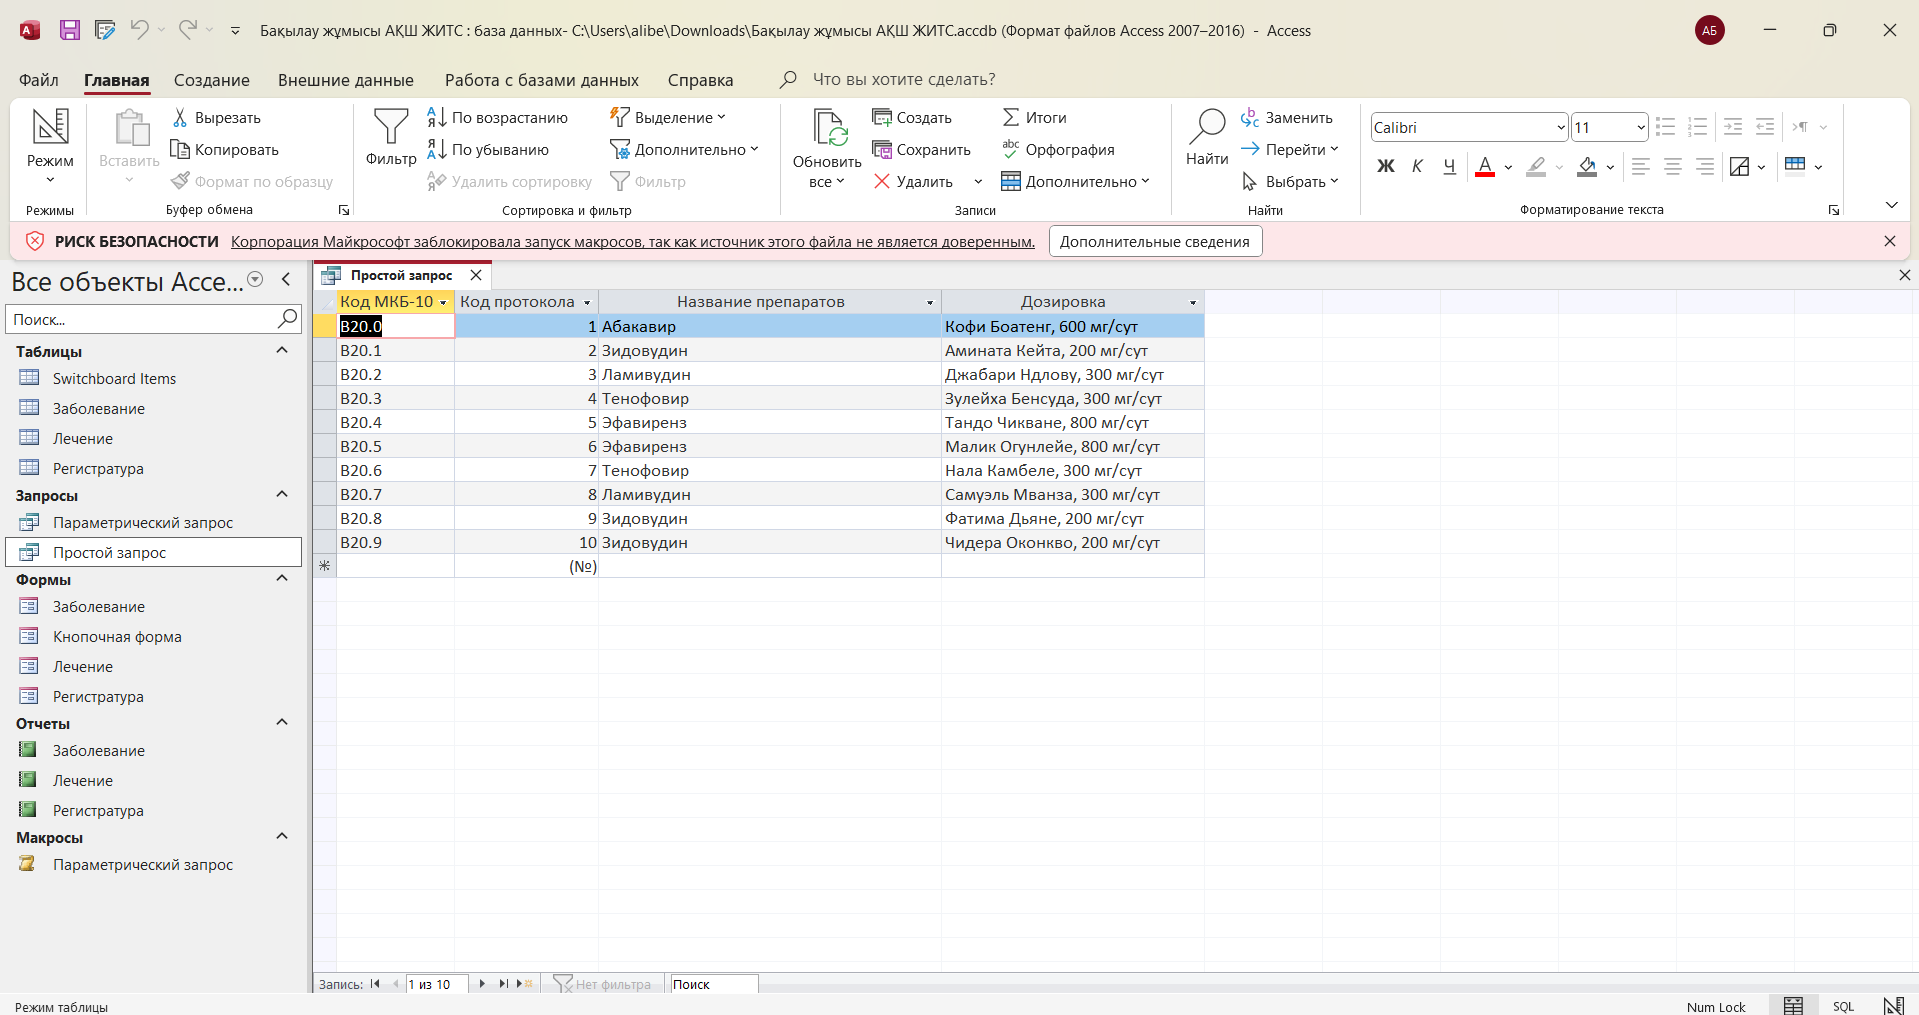 Бақылау жұмысы АҚШ ЖИТС : база данных- C:\Users\alibe\Downloads\Бақылау жұмысы АҚШ ЖИТС.accdb (Формат файлов Access 2007–2016) - Access
АБ
Файл Главная Создание Внешние данные Работа с базами данных Справка Что вы хотите сделать?
Режим
Режимы
Вставить
Вырезать
Копировать
Формат по образцу
Буфер обмена
Фильтр
По возрастанию
По убыванию
Удалить сортировку
Выделение
Дополнительно
Фильтр
Сортировка и фильтр
Обновить
все
Создать
Сохранить
Удалить
Итоги
Орфография
Дополнительно
Записи
Найти
Заменить
Перейти
Выбрать
Найти
Calibri 11
Ж К Ч А
Форматирование текста
РИСК БЕЗОПАСНОСТИ Корпорация Майкрософт заблокировала запуск макросов, так как источник этого файла не является доверенным. Дополнительные сведения
Все объекты Acce...
Поиск...
Таблицы
Switchboard Items
Заболевание
Лечение
Регистратура
Запросы
Параметрический запрос
Простой запрос
Формы
Заболевание
Кнопочная форма
Лечение
Регистратура
Отчеты
Заболевание
Лечение
Регистратура
Макросы
Параметрический запрос
Простой запрос
Код МКБ-10 Код протокола Название препаратов Дозировка
B20.0 1 Абакавир Кофи Боатенг, 600 мг/сут
B20.1 2 Зидовудин Амината Кейта, 200 мг/сут
B20.2 3 Ламивудин Джабари Ндлову, 300 мг/сут
B20.3 4 Тенофовир Зулейха Бенсуда, 300 мг/сут
B20.4 5 Эфавиренз Тандо Чикване, 800 мг/сут
B20.5 6 Эфавиренз Малик Огунлейе, 800 мг/сут
B20.6 7 Тенофовир Нала Камбеле, 300 мг/сут
B20.7 8 Ламивудин Самуэль Мванза, 300 мг/сут
B20.8 9 Зидовудин Фатима Дьяне, 200 мг/сут
B20.9 10 Зидовудин Чидера Оконкво, 200 мг/сут
(№)
Запись: 1 из 10 Нет фильтра Поиск
Режим таблицы Num Lock SQL